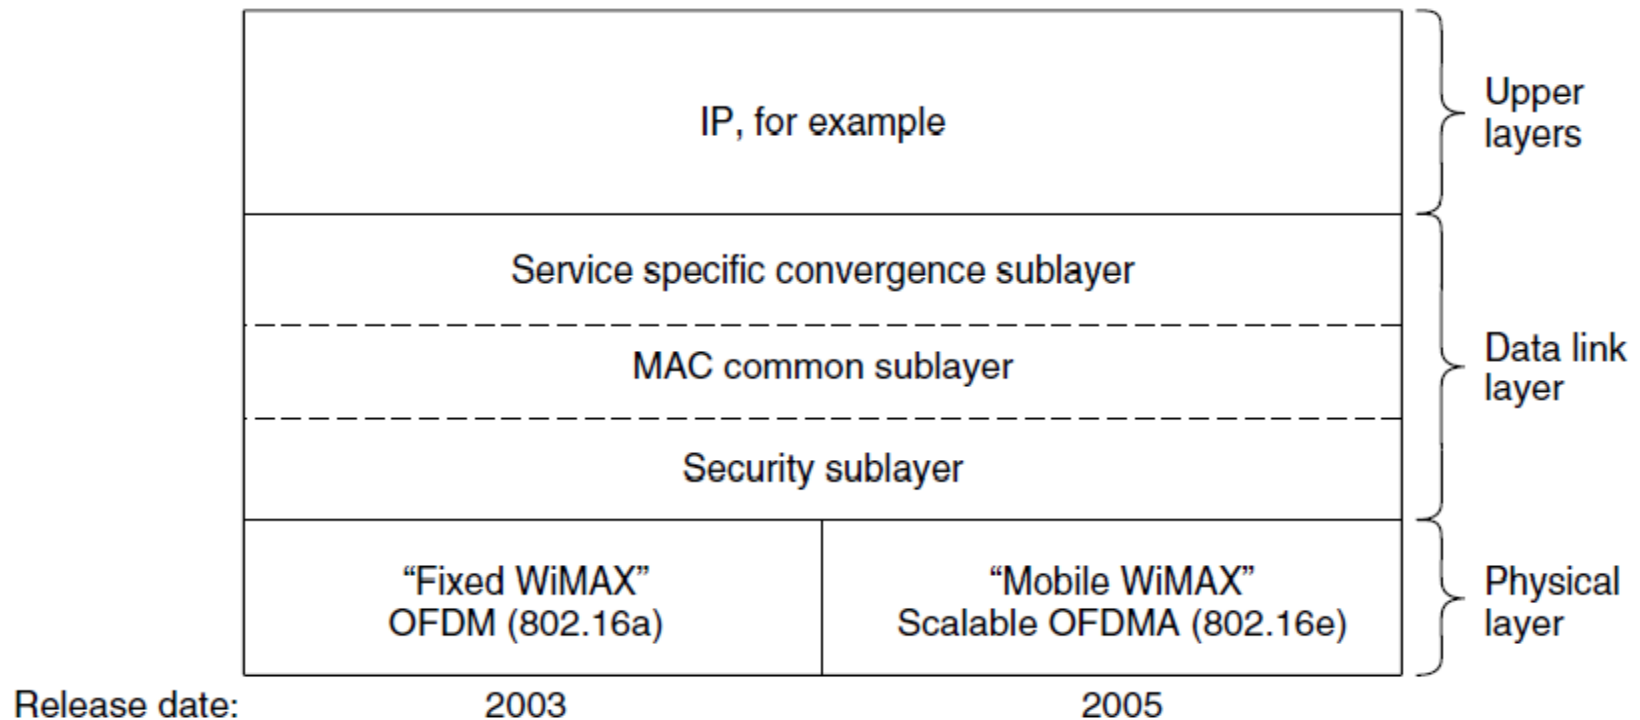 IP, for example
Upper
layers
Service specific convergence sublayer
MAC common sublayer
Data link
layer
Security sublayer
“Fixed WiMAX”
OFDM (802.16a)
“Mobile WiMAX”
Scalable OFDMA (802.16e)
Physical
layer
Release date:
2003
2005